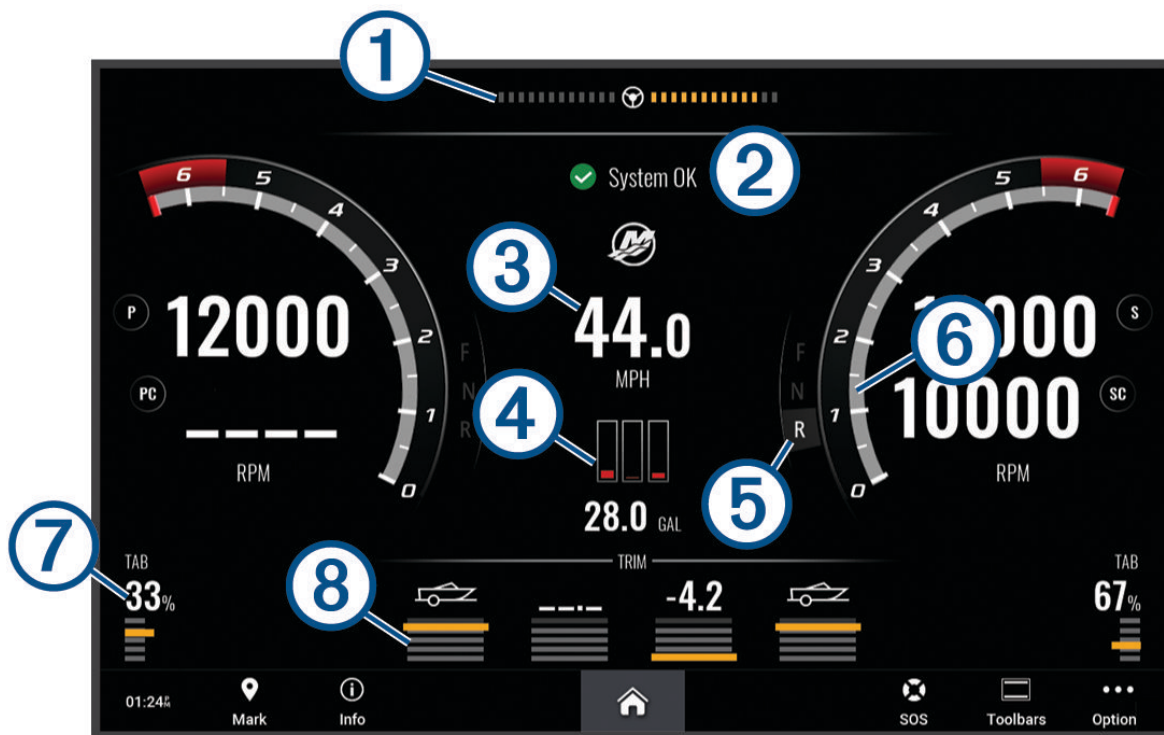 1
2
System OK
6
5
4
3
2
1
0
P
12000
PC
– – – –
RPM
F
N
R
3
44.0
MPH
4
28.0 GAL
F
N
R
5
6
5
4
3
2
1
0
6
S
10000
SC
RPM
7
TAB
33%
8
TRIM
--.-
-4.2
TAB
67%
01:24 PM
Mark
Info
SOS
Toolbars
Option